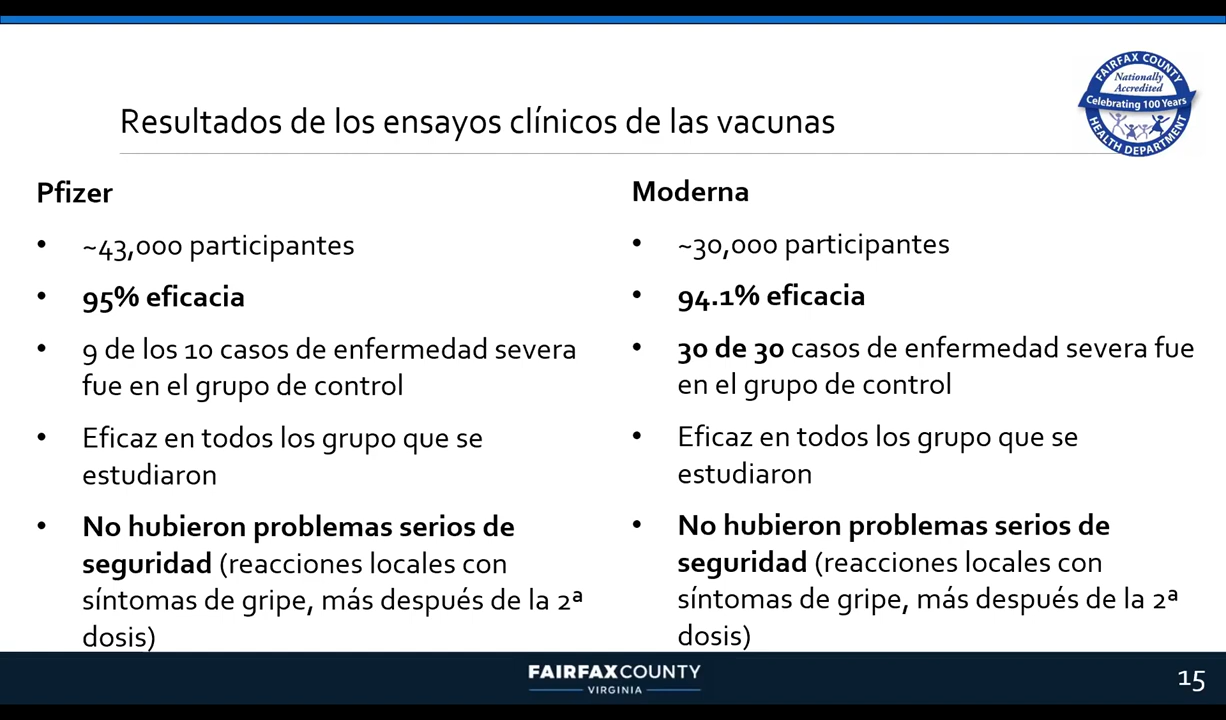 FAIRFAX COUNTY
Nationally
Accredited
Celebrating 100 Years
HEALTH DEPARTMENT
Resultados de los ensayos clínicos de las vacunas
Pfizer
• ~43,000 participantes
• 95% eficacia
• 9 de los 10 casos de enfermedad severa
fue en el grupo de control
• Eficaz en todos los grupo que se
estudiaron
• No hubieron problemas serios de
seguridad (reacciones locales con
síntomas de gripe, más después de la 2ª
dosis)
Moderna
• ~30,000 participantes
• 94.1% eficacia
• 30 de 30 casos de enfermedad severa fue
en el grupo de control
• Eficaz en todos los grupo que se
estudiaron
• No hubieron problemas serios de
seguridad (reacciones locales con
síntomas de gripe, más después de la 2ª
dosis)
FAIRFAX COUNTY
VIRGINIA
15